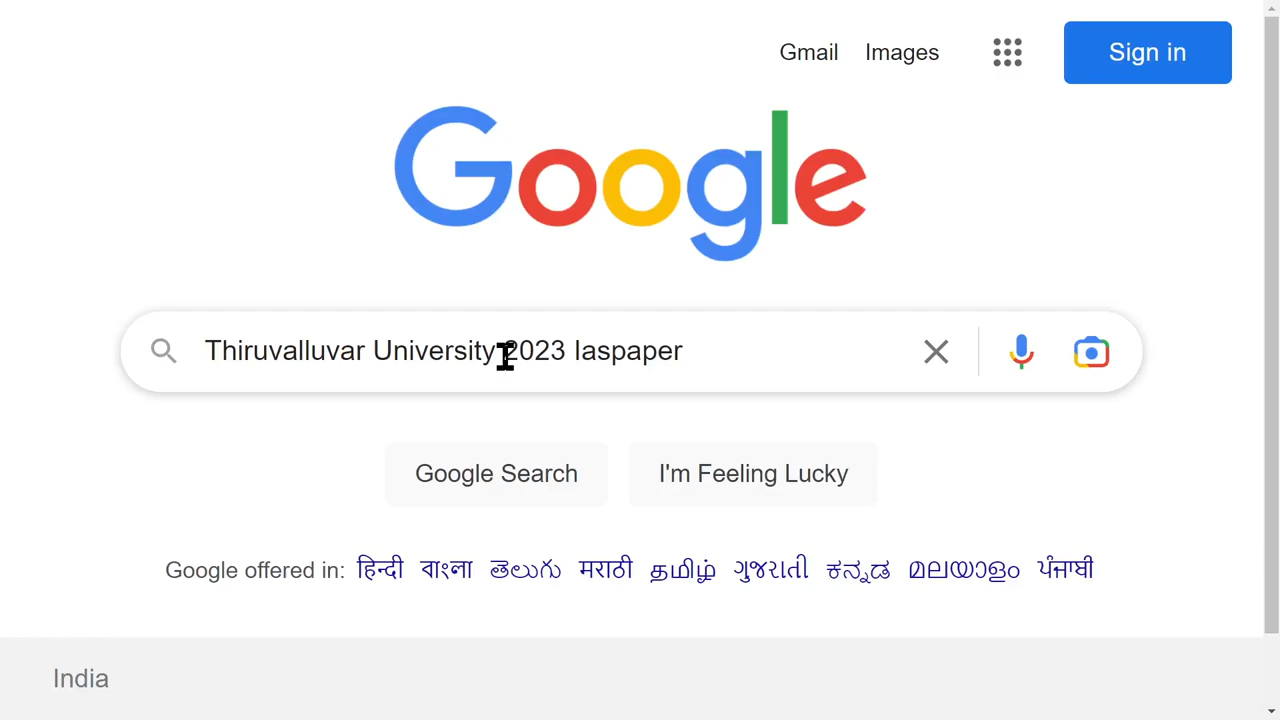 Gmail Images Sign in
Google
Thiruvalluvar University 2023 Iaspaper
Google Search I'm Feeling Lucky
Google offered in: हिन्दी বাংলা తెలుగు मराठी தமிழ் ગુજરાતી ಕನ್ನಡ മലയാളം ਪੰਜਾਬੀ
India